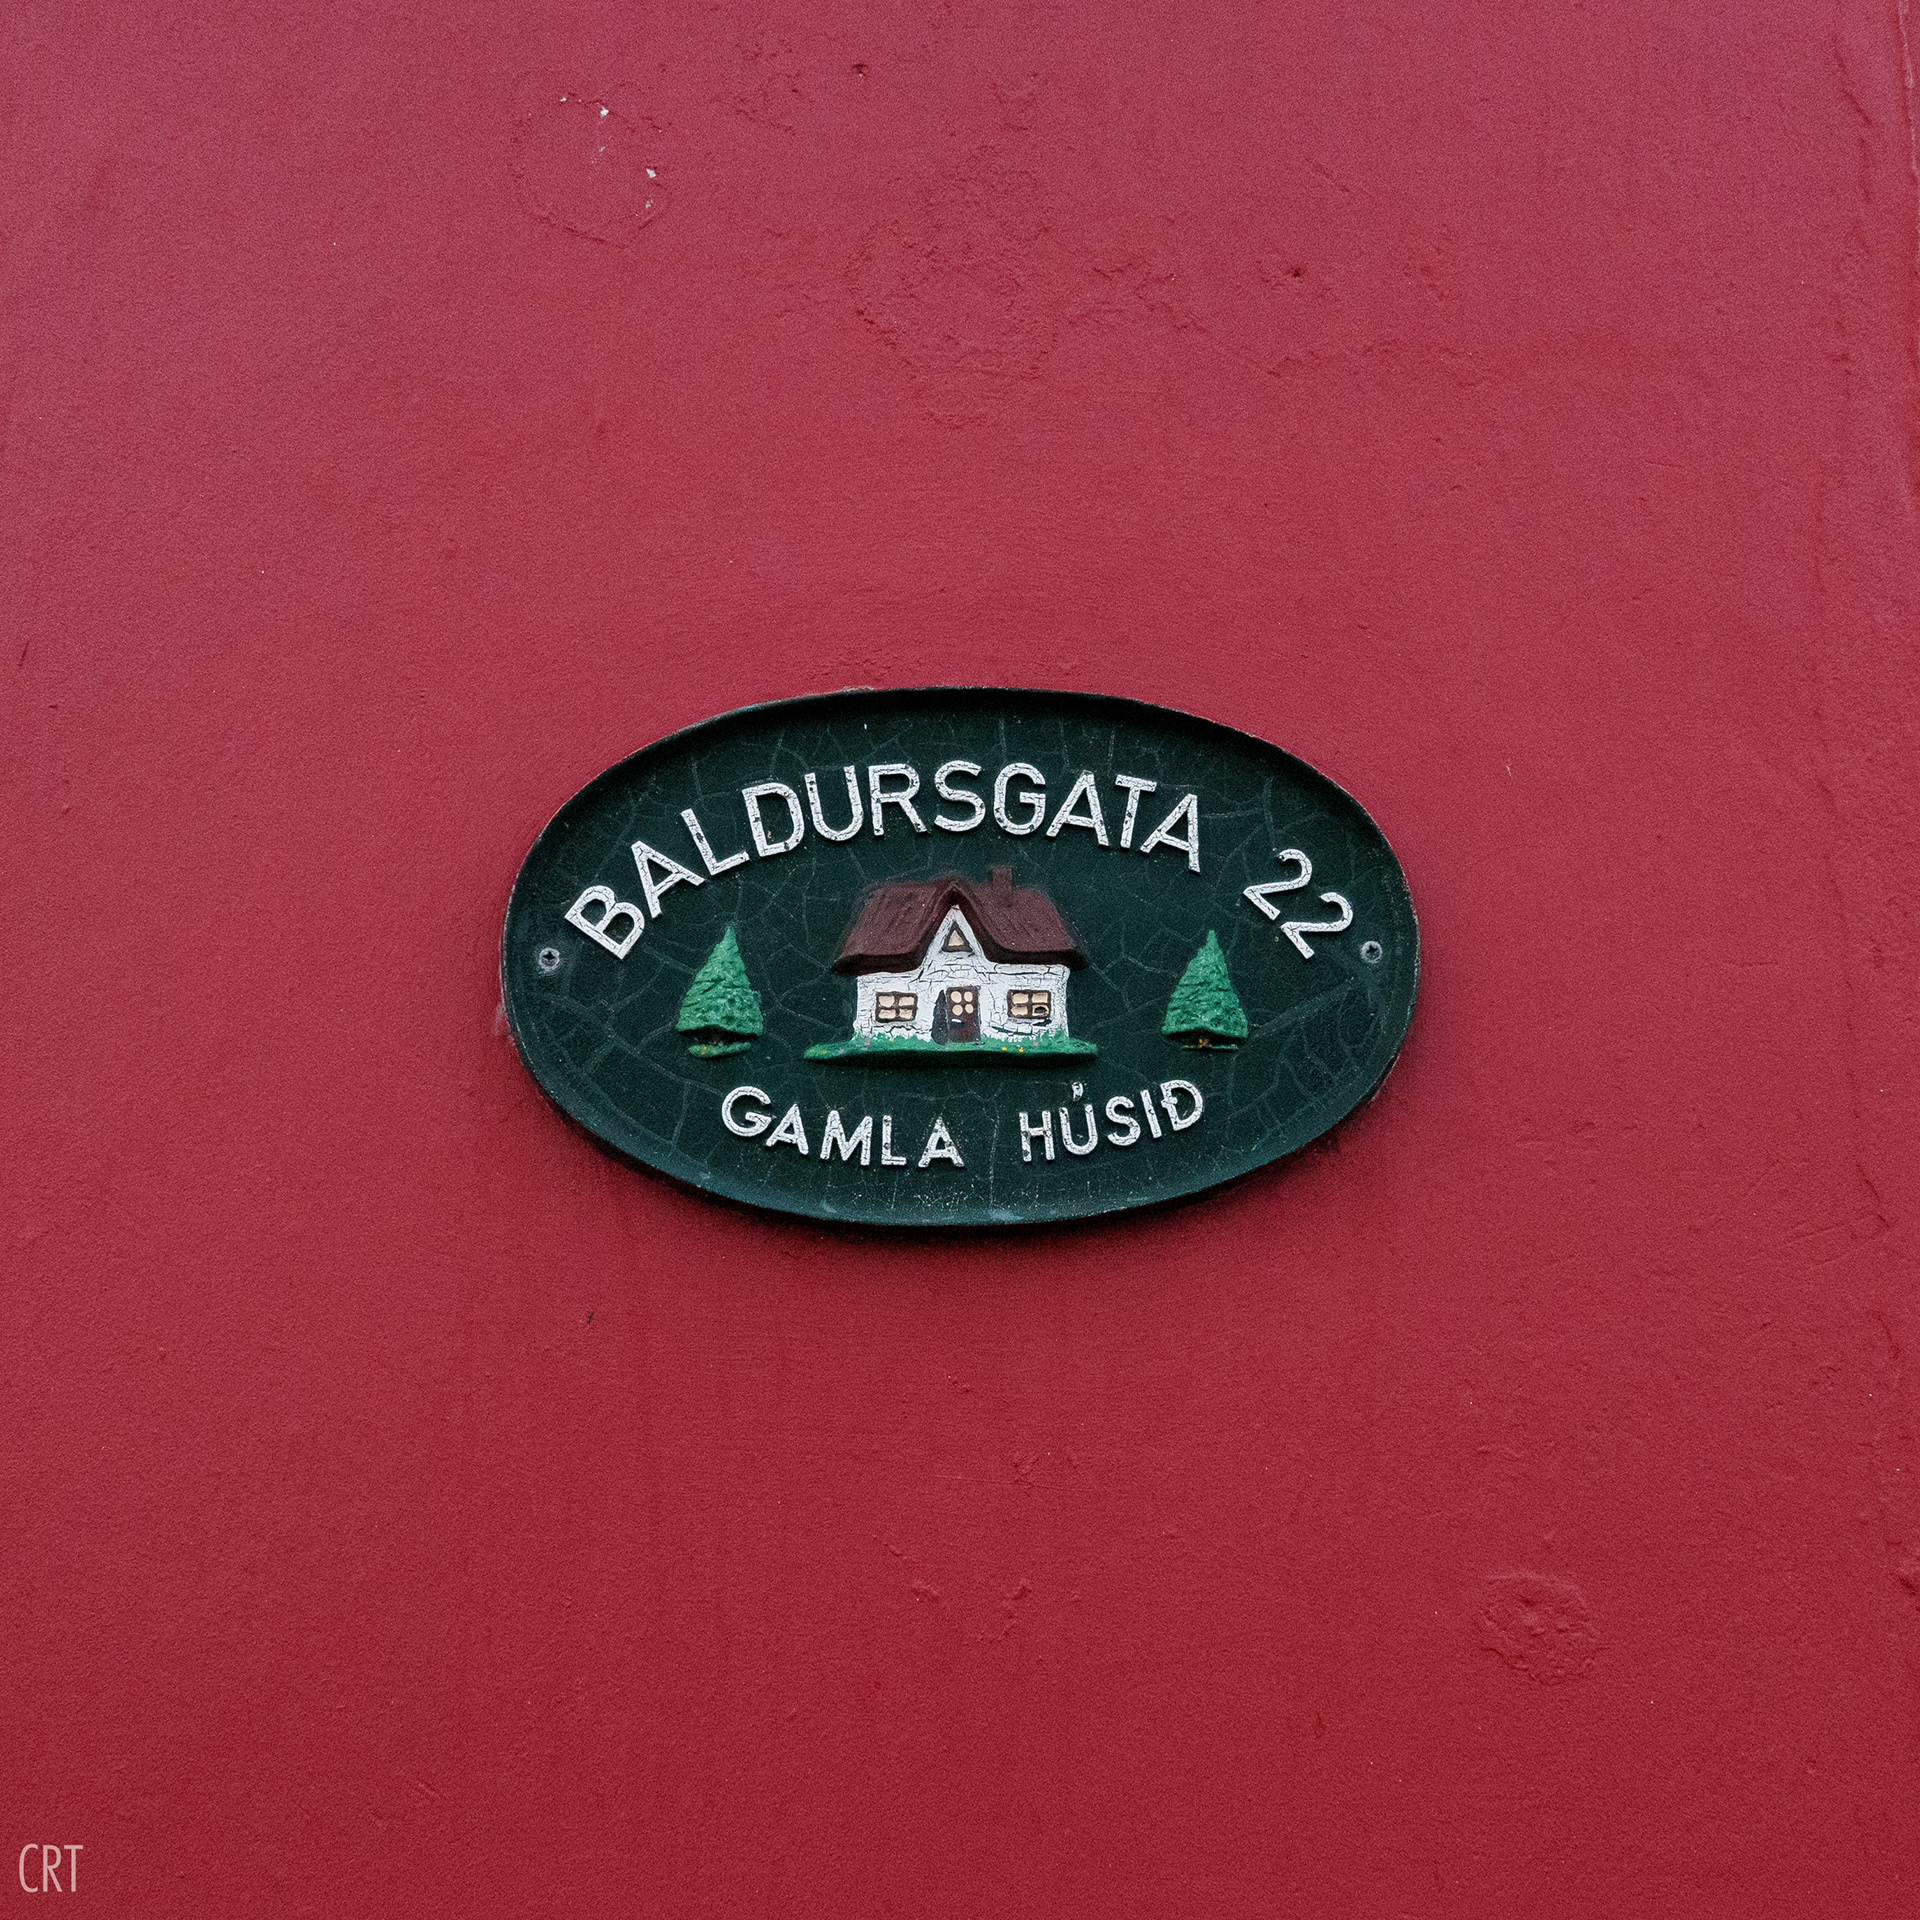 BALDURSGATA 22
GAMLA HÚSIÐ
CRT